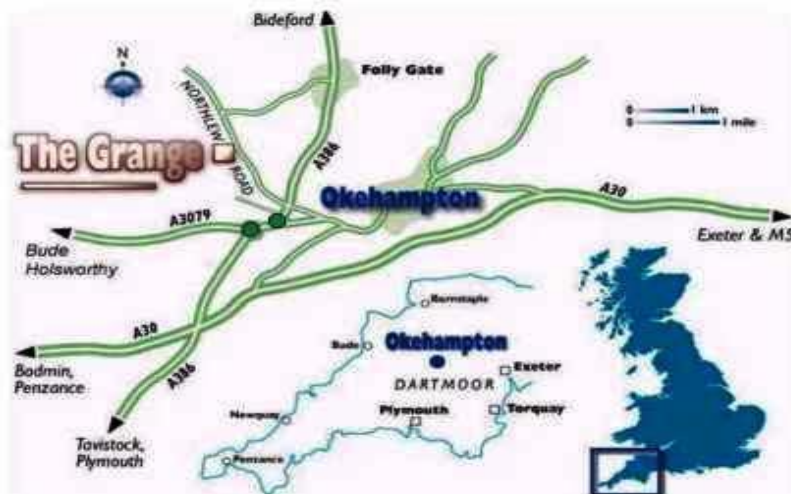 Bideford
N
Folly Gate
NORTHLEW
ROAD
0 1 km
0 1 mile
The Grange
A386
Okehampton
A30
A3079
Exeter & M5
Bude
Holsworthy
Barnstaple
A30
Bude
Okehampton
Bodmin,
Penzance
A386
Exeter
DARTMOOR
Newquay
Plymouth
Torquay
Tavistock,
Plymouth
Penzance